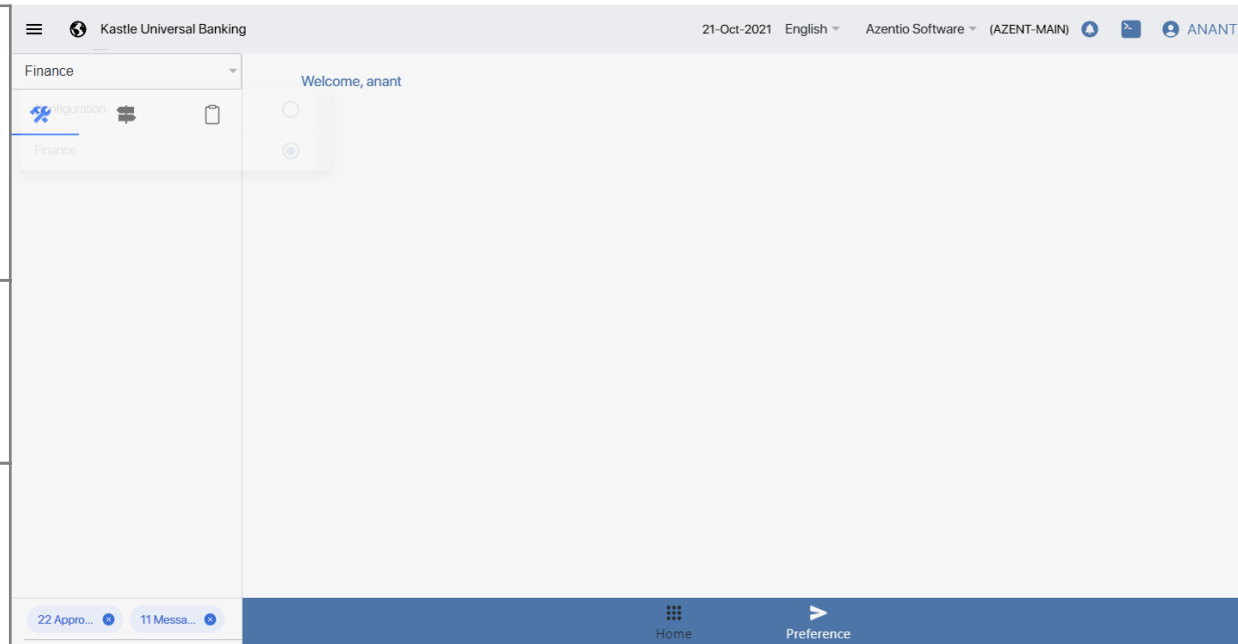 Kastle Universal Banking
21-Oct-2021 English Azentio Software (AZENT-MAIN) ANANT
Finance
Welcome, anant
figuration
Finance
22 Appro... 11 Messa...
Home Preference